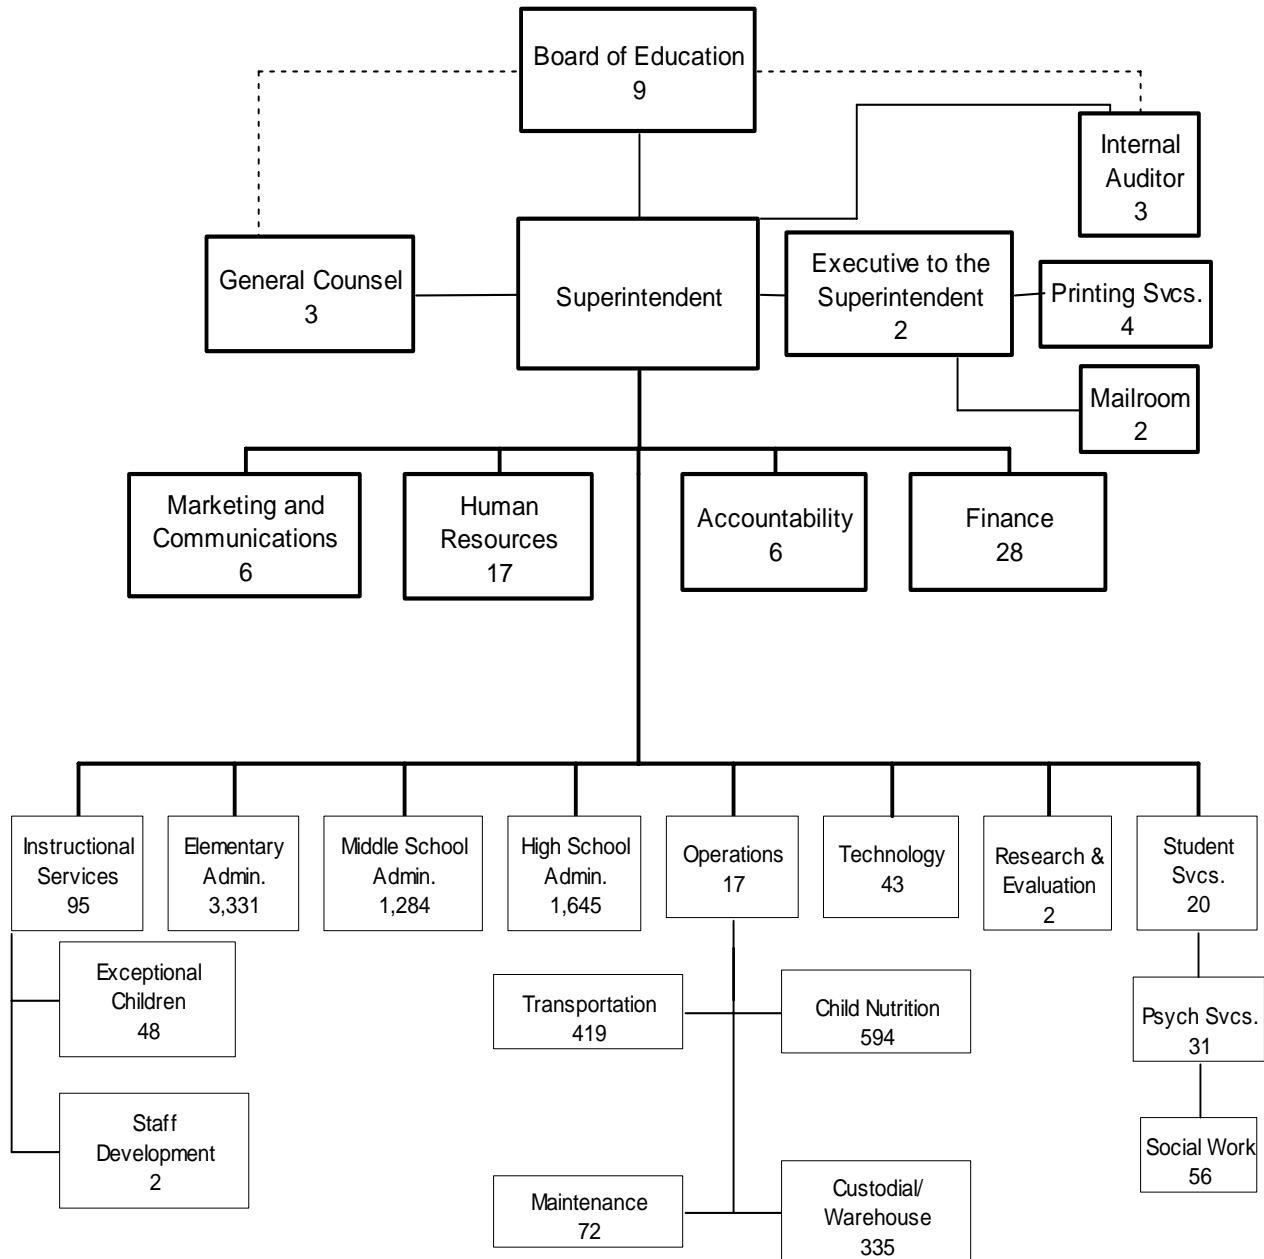 Board of Education
9
Internal
Auditor
3
General Counsel
3
Superintendent
Executive to the
Superintendent
2
Printing Svcs.
4
Mailroom
2
Marketing and
Communications
6
Human
Resources
17
Accountability
6
Finance
28
Instructional
Services
95
Elementary
Admin.
3,331
Middle School
Admin.
1,284
High School
Admin.
1,645
Operations
17
Technology
43
Research &
Evaluation
2
Student
Svcs.
20
Exceptional
Children
48
Transportation
419
Child Nutrition
594
Psych Svcs.
31
Staff
Development
2
Maintenance
72
Custodial/
Warehouse
335
Social Work
56